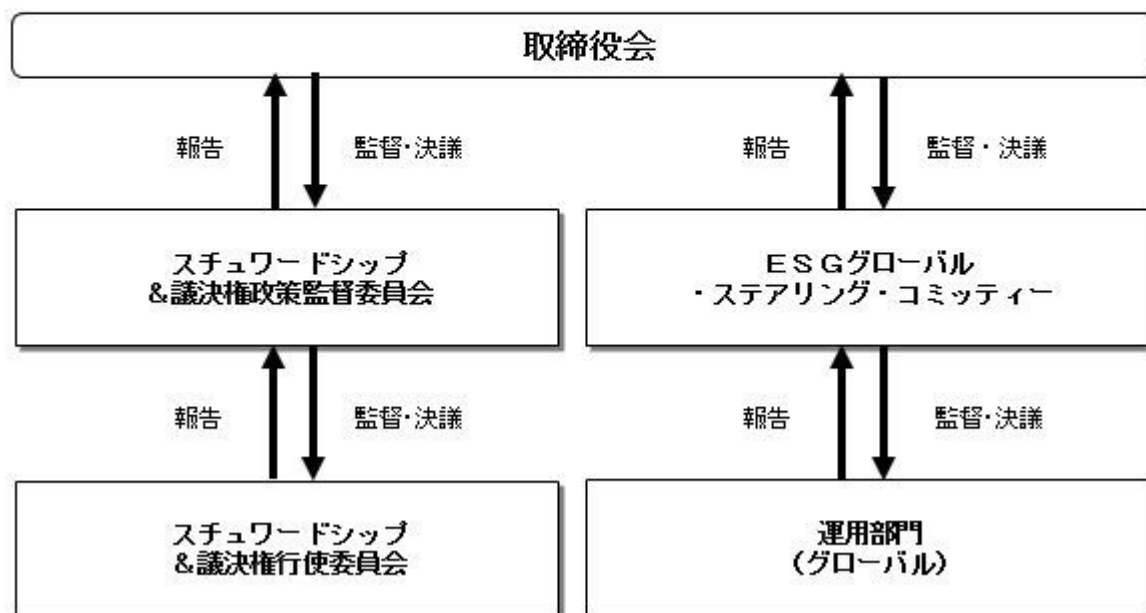 取締役会
報告
監督・決議
報告
監督・決議
スチュワードシップ
&議決権政策監督委員会
ＥＳＧグローバル
・ステアリング・コミッティー
報告
監督・決議
報告
監督・決議
スチュワードシップ
&議決権行使委員会
運用部門
（グローバル）